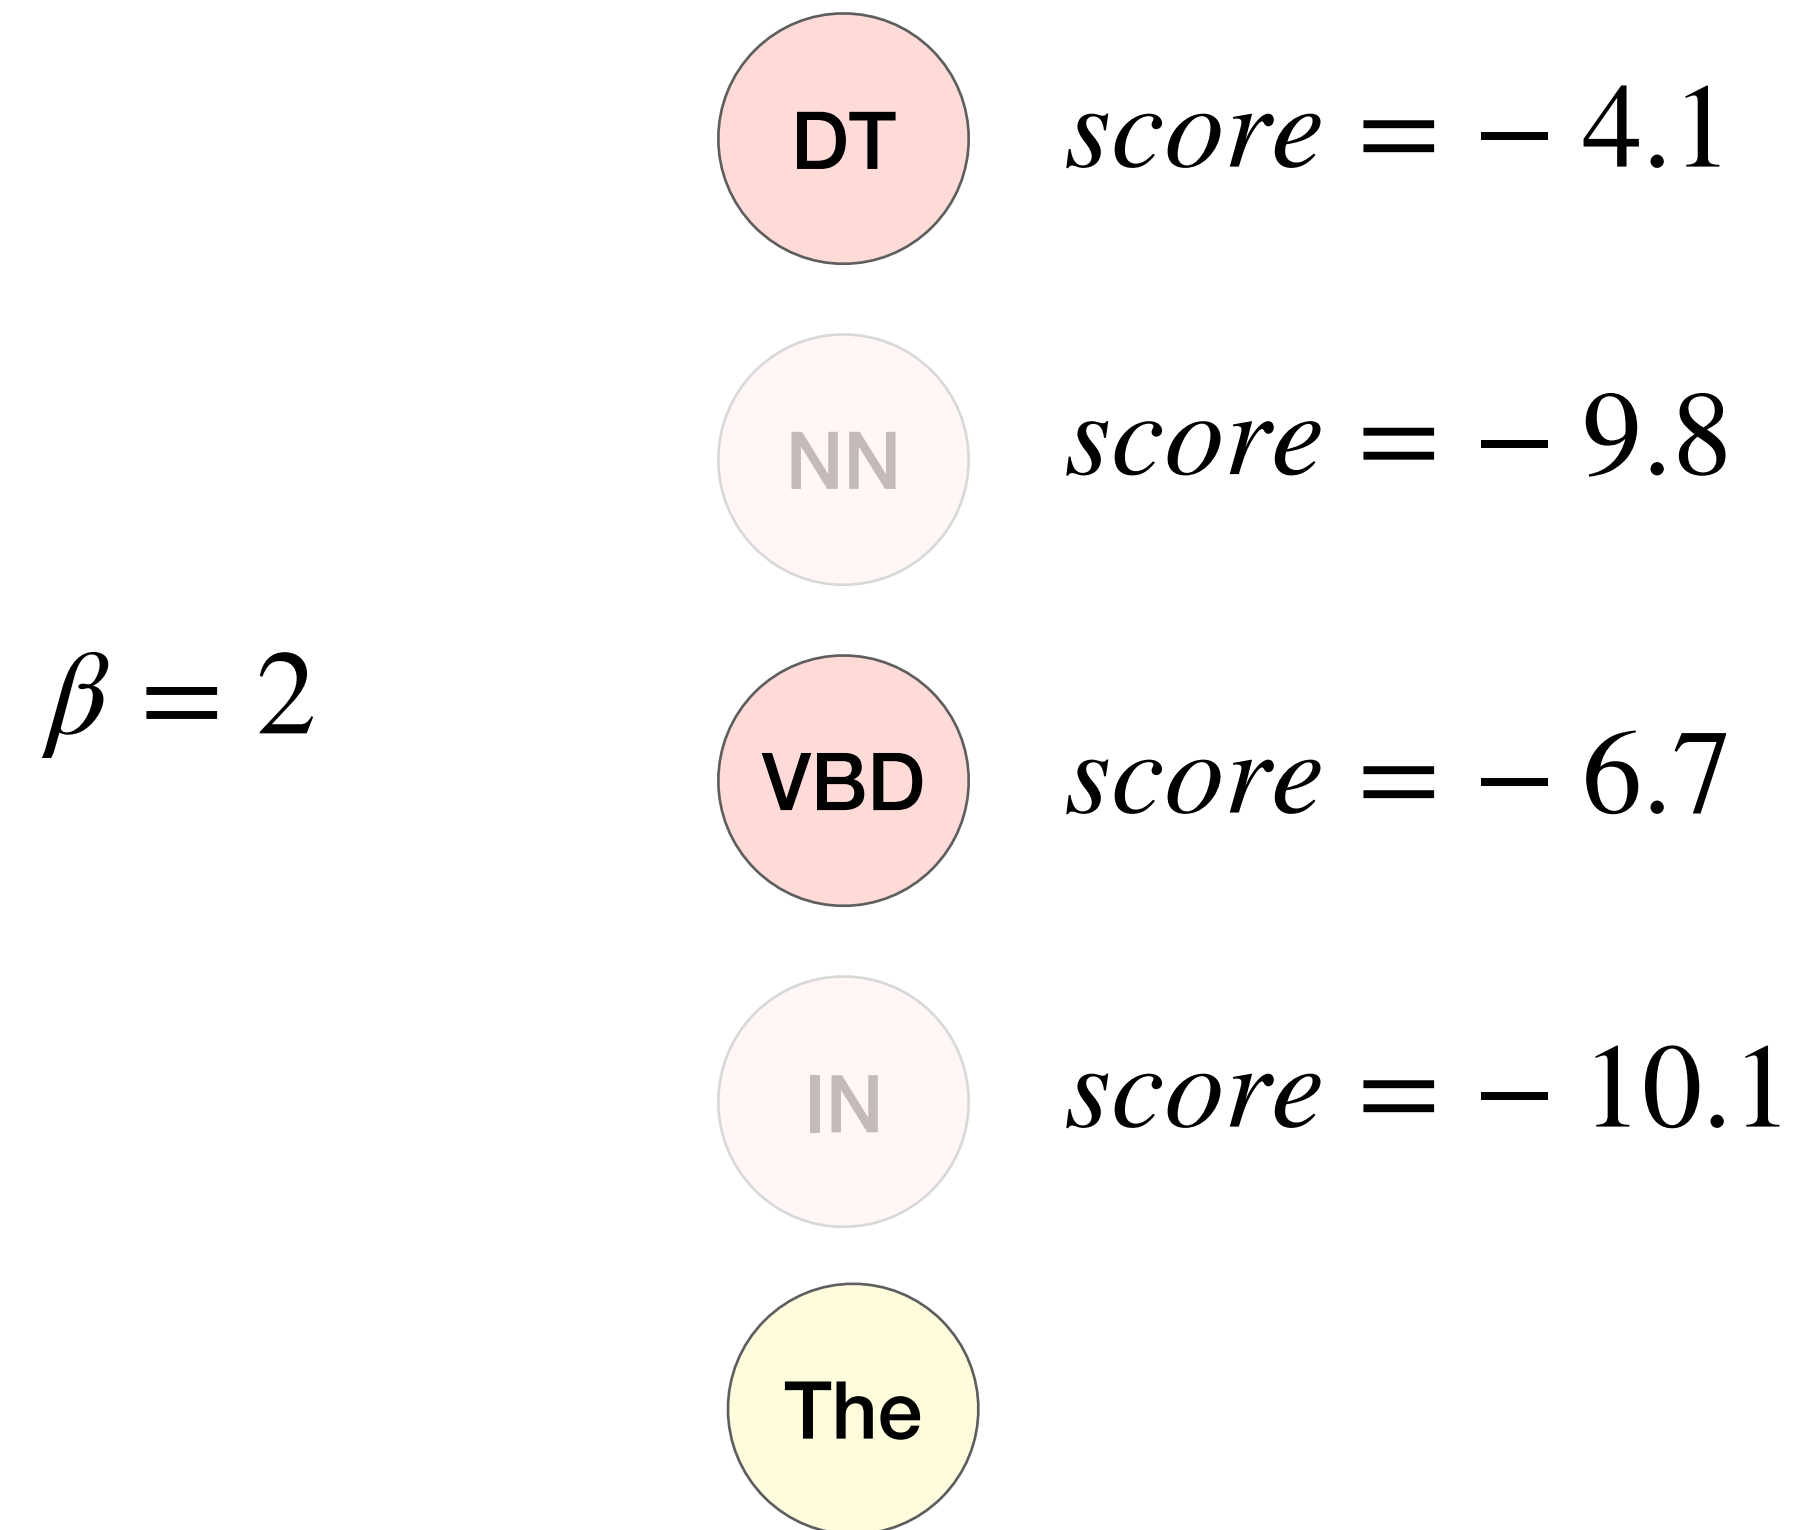 DT score = − 4.1
NN score = − 9.8
β = 2
VBD score = − 6.7
IN score = − 10.1
The